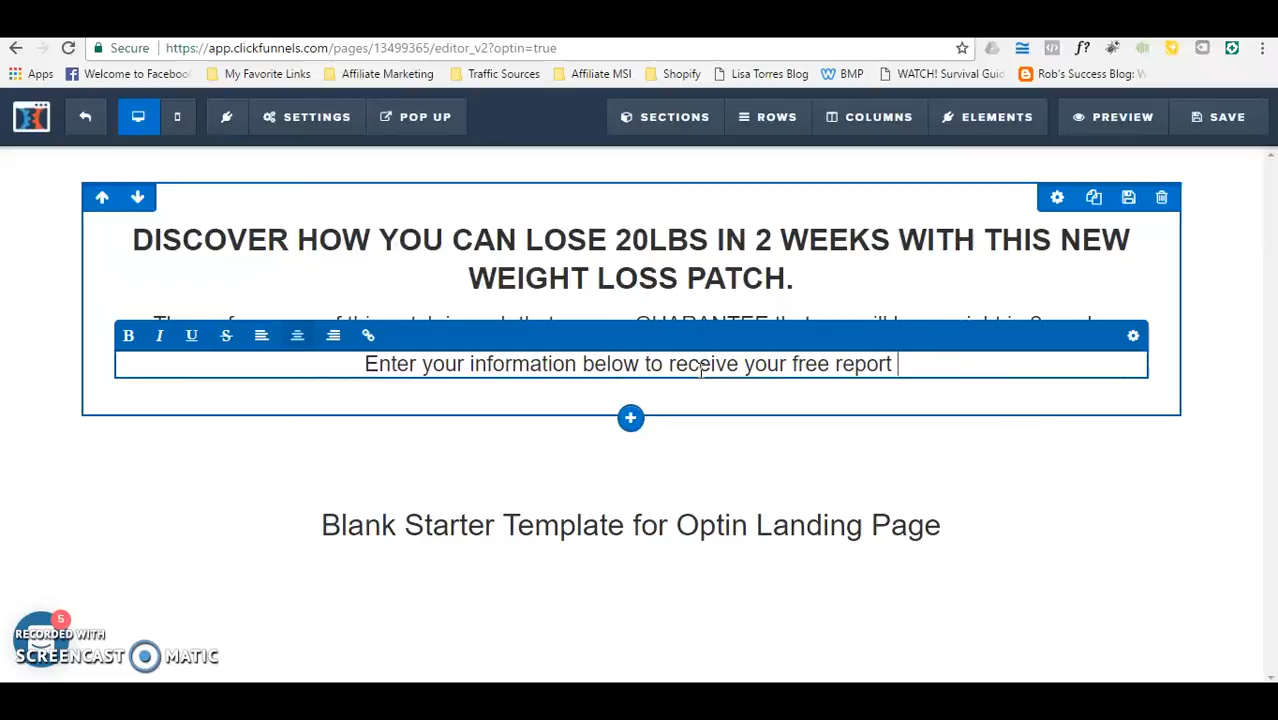 Secure https://app.clickfunnels.com/pages/13499365/editor_v2?optin=true
f?
Apps Welcome to Facebo My Favorite Links Affiliate Marketing Traffic Sources Affiliate MSI Shopify Lisa Torres Blog BMP WATCH! Survival Guid Rob's Success Blog: W
SETTINGS POP UP SECTIONS ROWS COLUMNS ELEMENTS PREVIEW SAVE
DISCOVER HOW YOU CAN LOSE 20LBS IN 2 WEEKS WITH THIS NEW
WEIGHT LOSS PATCH.
B I U S
Enter your information below to receive your free report
Blank Starter Template for Optin Landing Page
5
RECORDED WITH
SCREENCAST MATIC